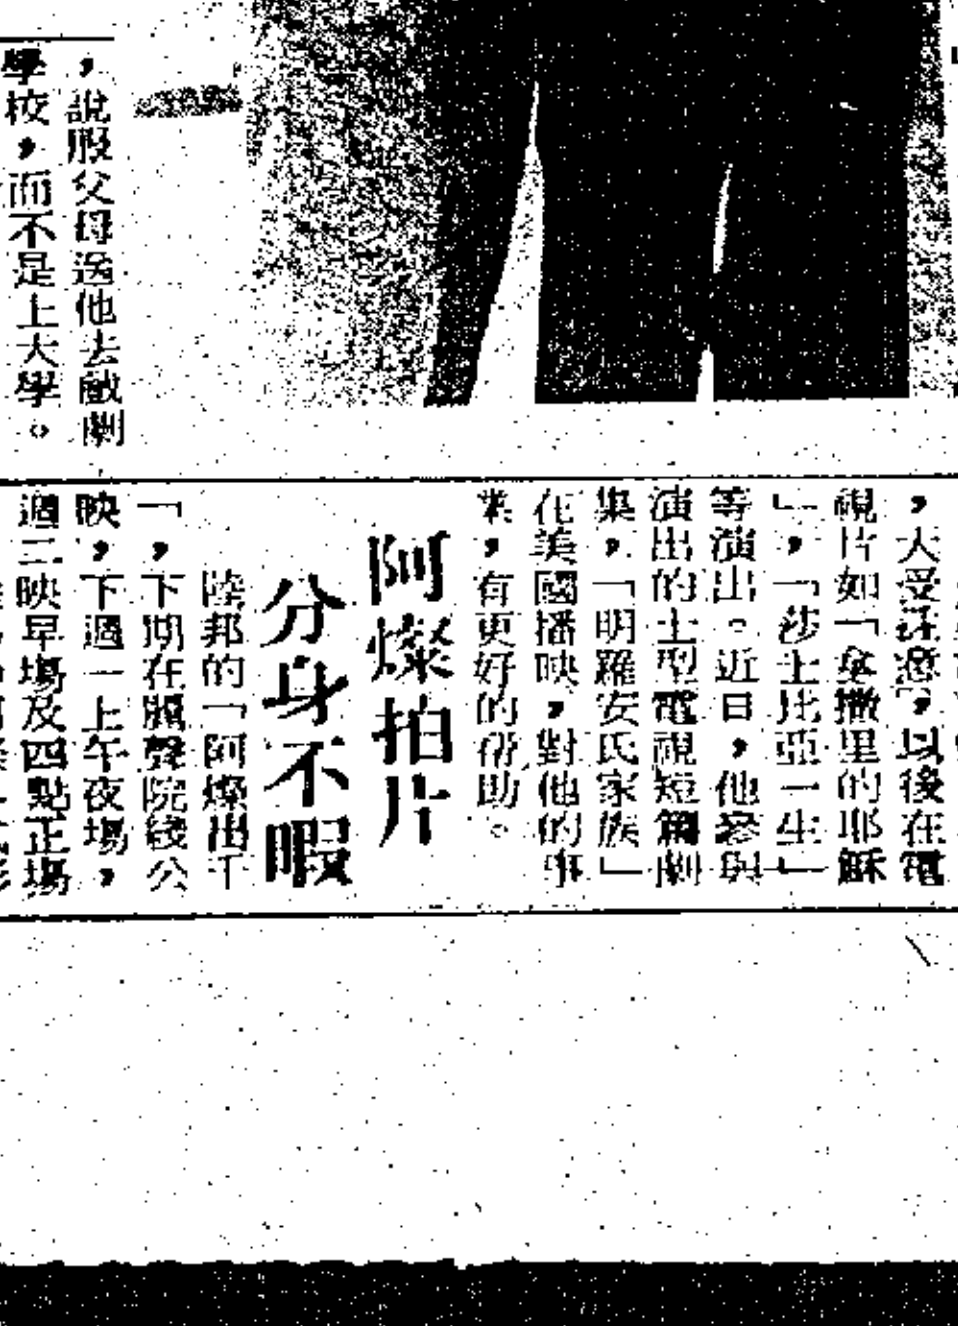 ，說服父母送他去戲劇
學校，而不是上大學。
，大受注意，以後在電
視片如「拿撒里的耶穌
」，「莎士比亞一生」
等演出。近日，他參與
演出的土型電視短篇劇
集，「明羅安氏家族」
在美國播映，對他的事
業，有更好的帮助。
阿燦拍片
分身不暇
陸邦的「阿燦出千
」，下期在麗聲院綫公
映，下週一上午夜場，
週二映早場及四點正場